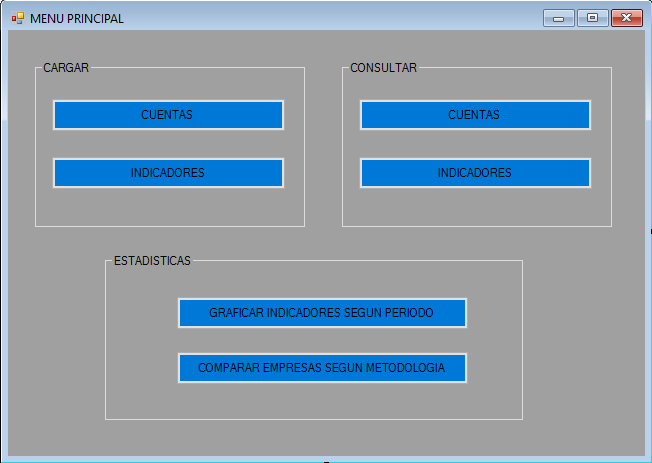 MENU PRINCIPAL
CARGAR
CUENTAS
INDICADORES
CONSULTAR
CUENTAS
INDICADORES
ESTADISTICAS
GRAFICAR INDICADORES SEGUN PERIODO
COMPARAR EMPRESAS SEGUN METODOLOGIA